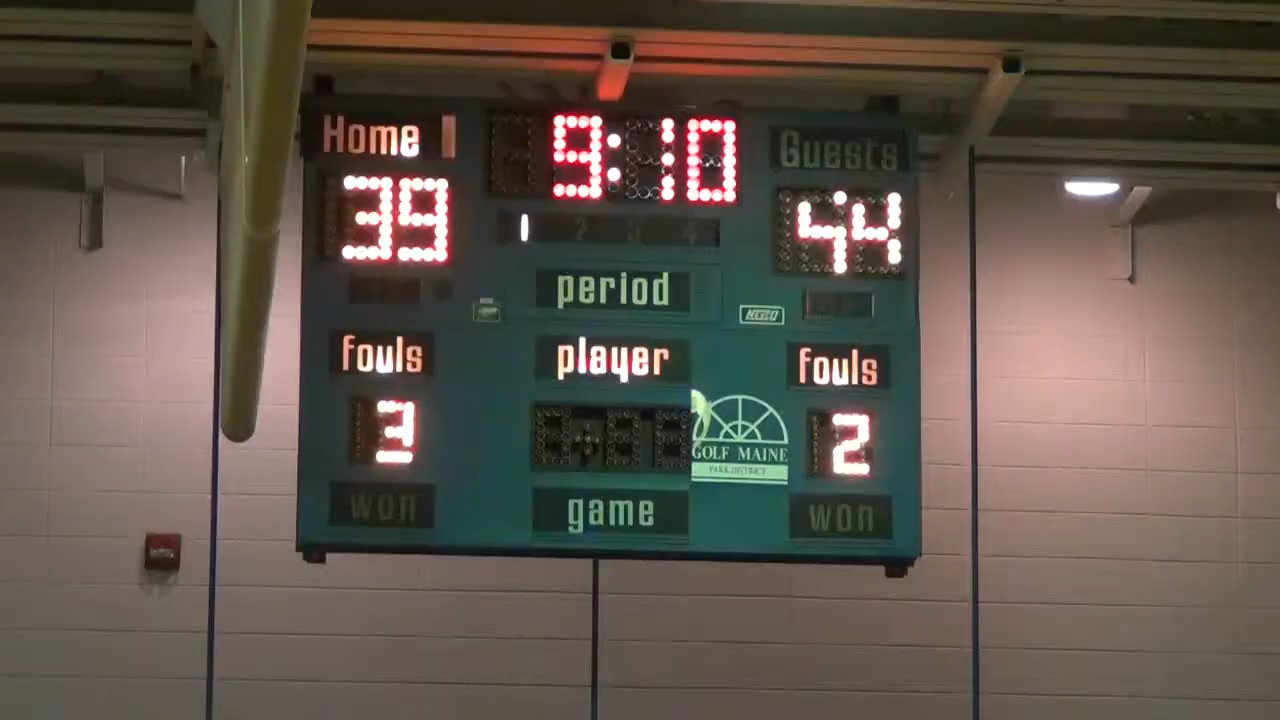 Home 9:10 Guests
39 44
1 2 3 4
period
NEVCO
fouls player fouls
3 2
GOLF MAINE
PARK DISTRICT
won game won